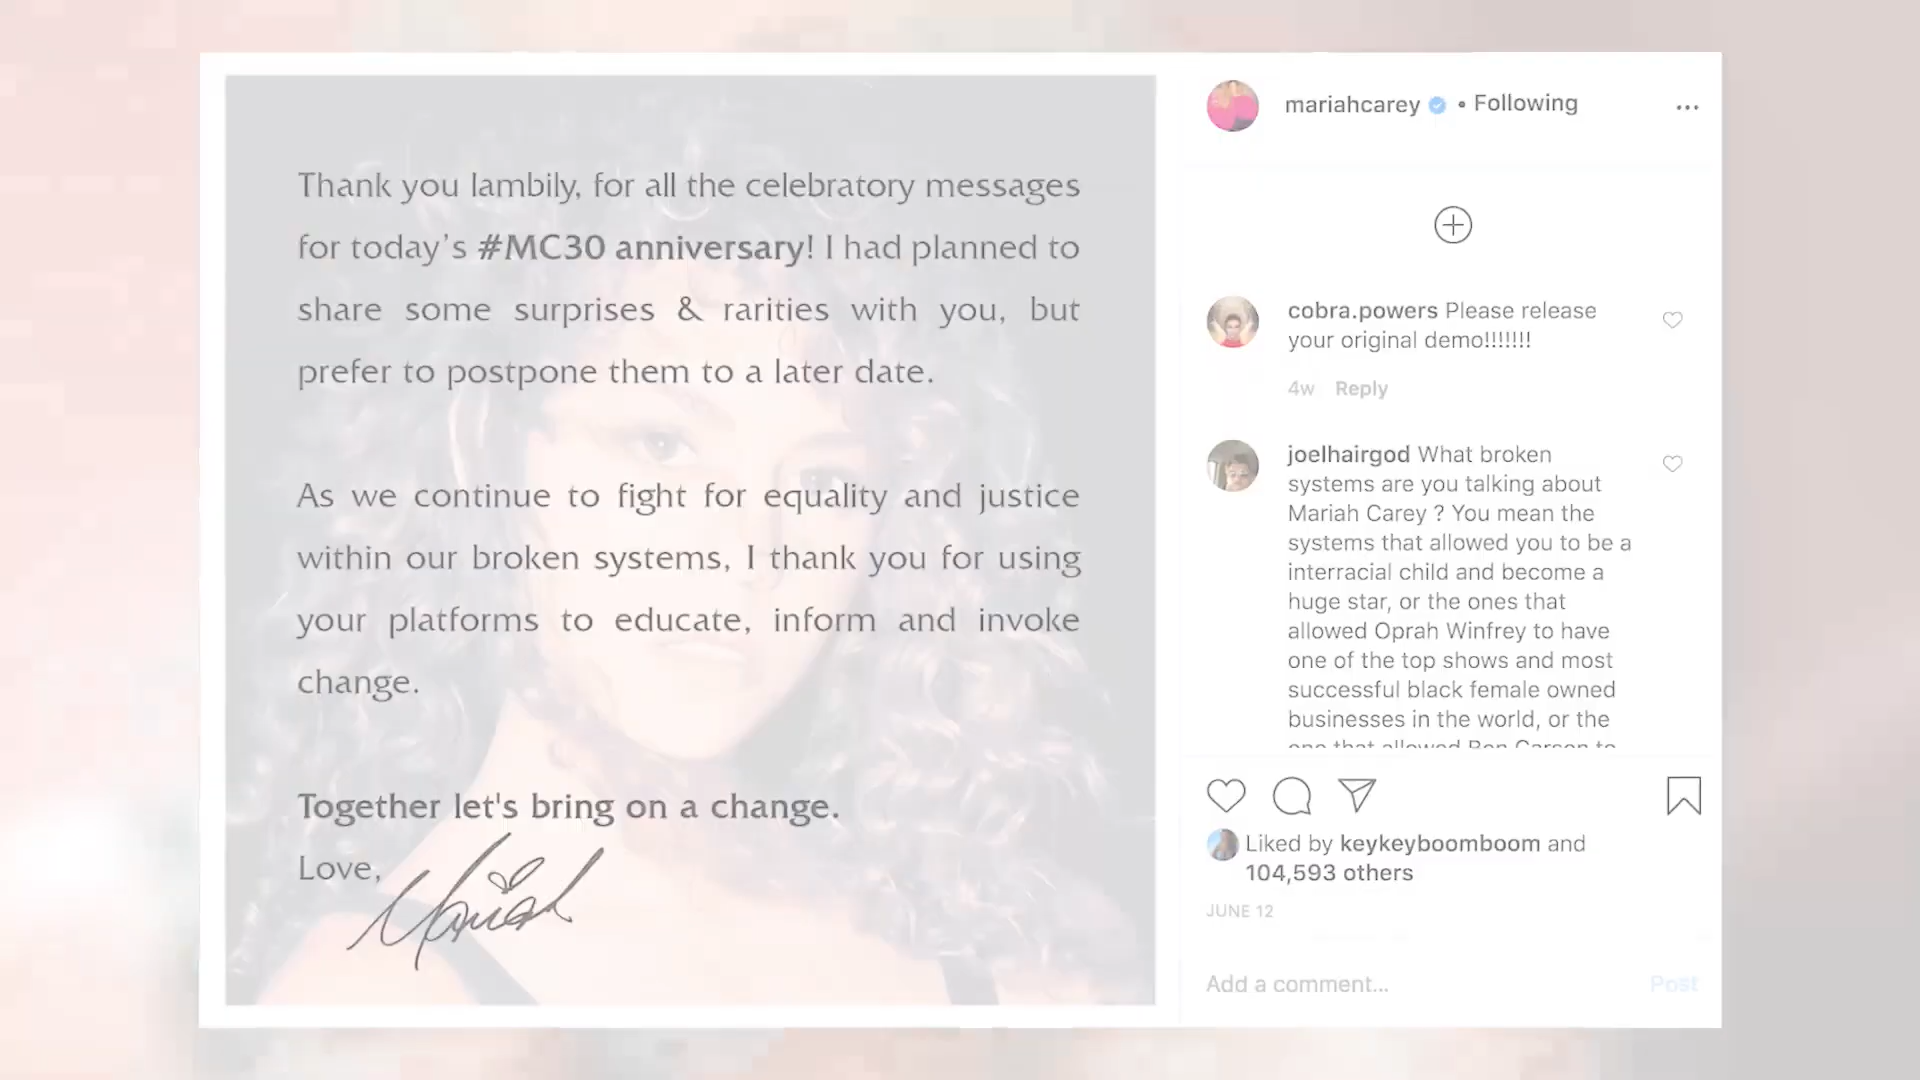 Thank you lambily, for all the celebratory messages
for today's #MC30 anniversary! I had planned to
share some surprises & rarities with you, but
prefer to postpone them to a later date.
As we continue to fight for equality and justice
within our broken systems, I thank you for using
your platforms to educate, inform and invoke
change.
Together let's bring on a change.
Love,
Mariah
mariahcarey • Following
cobra.powers Please release
your original demo!!!!!!!
4w Reply
joelhairgod What broken
systems are you talking about
Mariah Carey ? You mean the
systems that allowed you to be a
interracial child and become a
huge star, or the ones that
allowed Oprah Winfrey to have
one of the top shows and most
successful black female owned
businesses in the world, or the
one that allowed Ben Carson to
Liked by keykeyboomboom and
104,593 others
JUNE 12
Add a comment...
Post